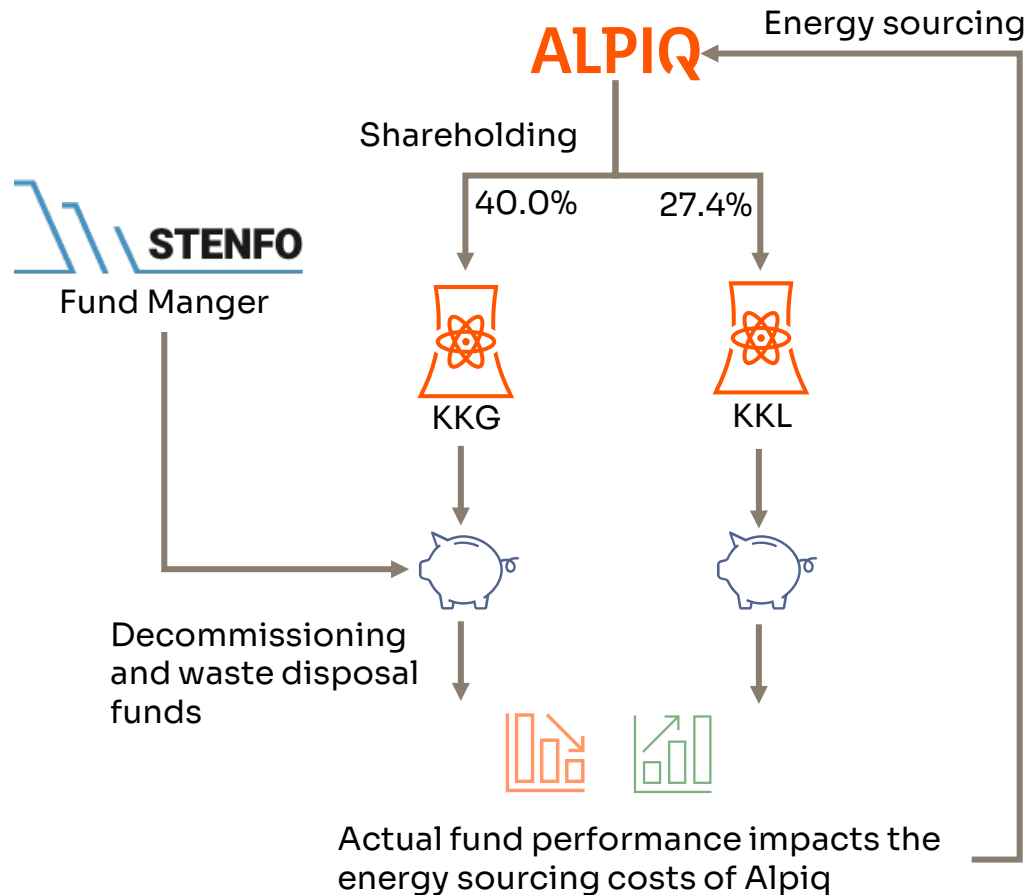 Energy sourcing
ALPIQ
Shareholding
40.0%
27.4%
STENFO
Fund Manger
KKG
KKL
Decommissioning
and waste disposal
funds
Actual fund performance impacts the
energy sourcing costs of Alpiq